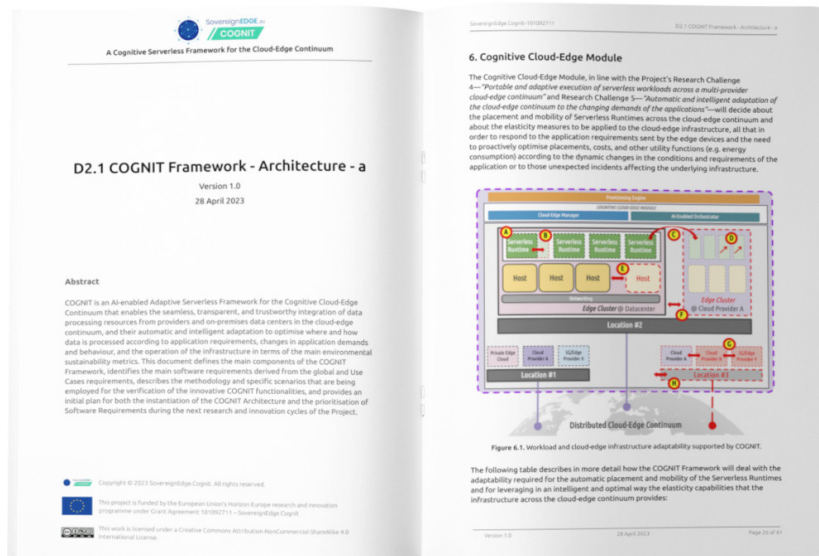 SovereignEDGE.AI
COGNIT
A Cognitive Serverless Framework for the Cloud-Edge Continuum
D2.1 COGNIT Framework - Architecture - a
Version 1.0
28 April 2023
Abstract
COGNIT is an AI-enabled Adaptive Serverless Framework for the Cognitive Cloud-Edge
Continuum that enables the seamless, transparent, and trustworthy integration of data
processing resources from providers and on-premises data centers in the cloud-edge
continuum, and their automatic and intelligent adaptation to optimise where and how
data is processed according to application requirements, changes in application demands
and behaviour, and the operation of the infrastructure in terms of the main environmental
sustainability metrics. This document defines the main components of the COGNIT
Framework, identifies the main software requirements derived from the global and Use
Cases requirements, describes the methodology and specific scenarios that are being
employed for the verification of the innovative COGNIT functionalities, and provides an
initial plan for both the instantiation of the COGNIT Architecture and the prioritisation of
Software Requirements during the next research and innovation cycles of the Project.
Copyright © 2023 SovereignEdge.Cognit. All rights reserved.
This project is funded by the European Union's Horizon Europe research and innovation
programme under Grant Agreement 101092711 – SovereignEdge.Cognit
This work is licensed under a Creative Commons Attribution-NonCommercial-ShareAlike 4.0
International License.
SovereignEdge.Cognit-101092711
D2.1 COGNIT Framework - Architecture - a
6. Cognitive Cloud-Edge Module
The Cognitive Cloud-Edge Module, in line with the Project's Research Challenge
4—"Portable and adaptive execution of serverless workloads across a multi-provider
cloud-edge continuum" and Research Challenge 5—"Automatic and intelligent adaptation of
the cloud-edge continuum to the changing demands of the applications"—will decide about
the placement and mobility of Serverless Runtimes across the cloud-edge continuum and
about the elasticity measures to be applied to the cloud-edge infrastructure, all that in
order to respond to the application requirements sent by the edge devices and the need
to proactively optimise placements, costs, and other utility functions (e.g. energy
consumption) according to the dynamic changes in the conditions and requirements of the
application or to those unexpected incidents affecting the underlying infrastructure.
Provisioning Engine
COGNITIVE CLOUD-EDGE MODULE
Cloud-Edge Manager
AI-Enabled Orchestrator
A
B
C
D
Serverless Runtime
Serverless Runtime
Serverless Runtime
Serverless Runtime
E
Host
Host
Host
Host
Networking
Edge Cluster @ Datacenter
Edge Cluster
@ Cloud Provider A
F
Location #2
G
Private Edge Cloud
Cloud Provider A
Location #1
Location #3
H
Distributed Cloud-Edge Continuum
Figure 6.1. Workload and cloud-edge infrastructure adaptability supported by COGNIT.
The following table describes in more detail how the COGNIT Framework will deal with the
adaptability required for the automatic placement and mobility of the Serverless Runtimes
and for leveraging in an intelligent and optimal way the elasticity capabilities that the
infrastructure across the cloud-edge continuum provides:
Version 1.0
28 April 2023